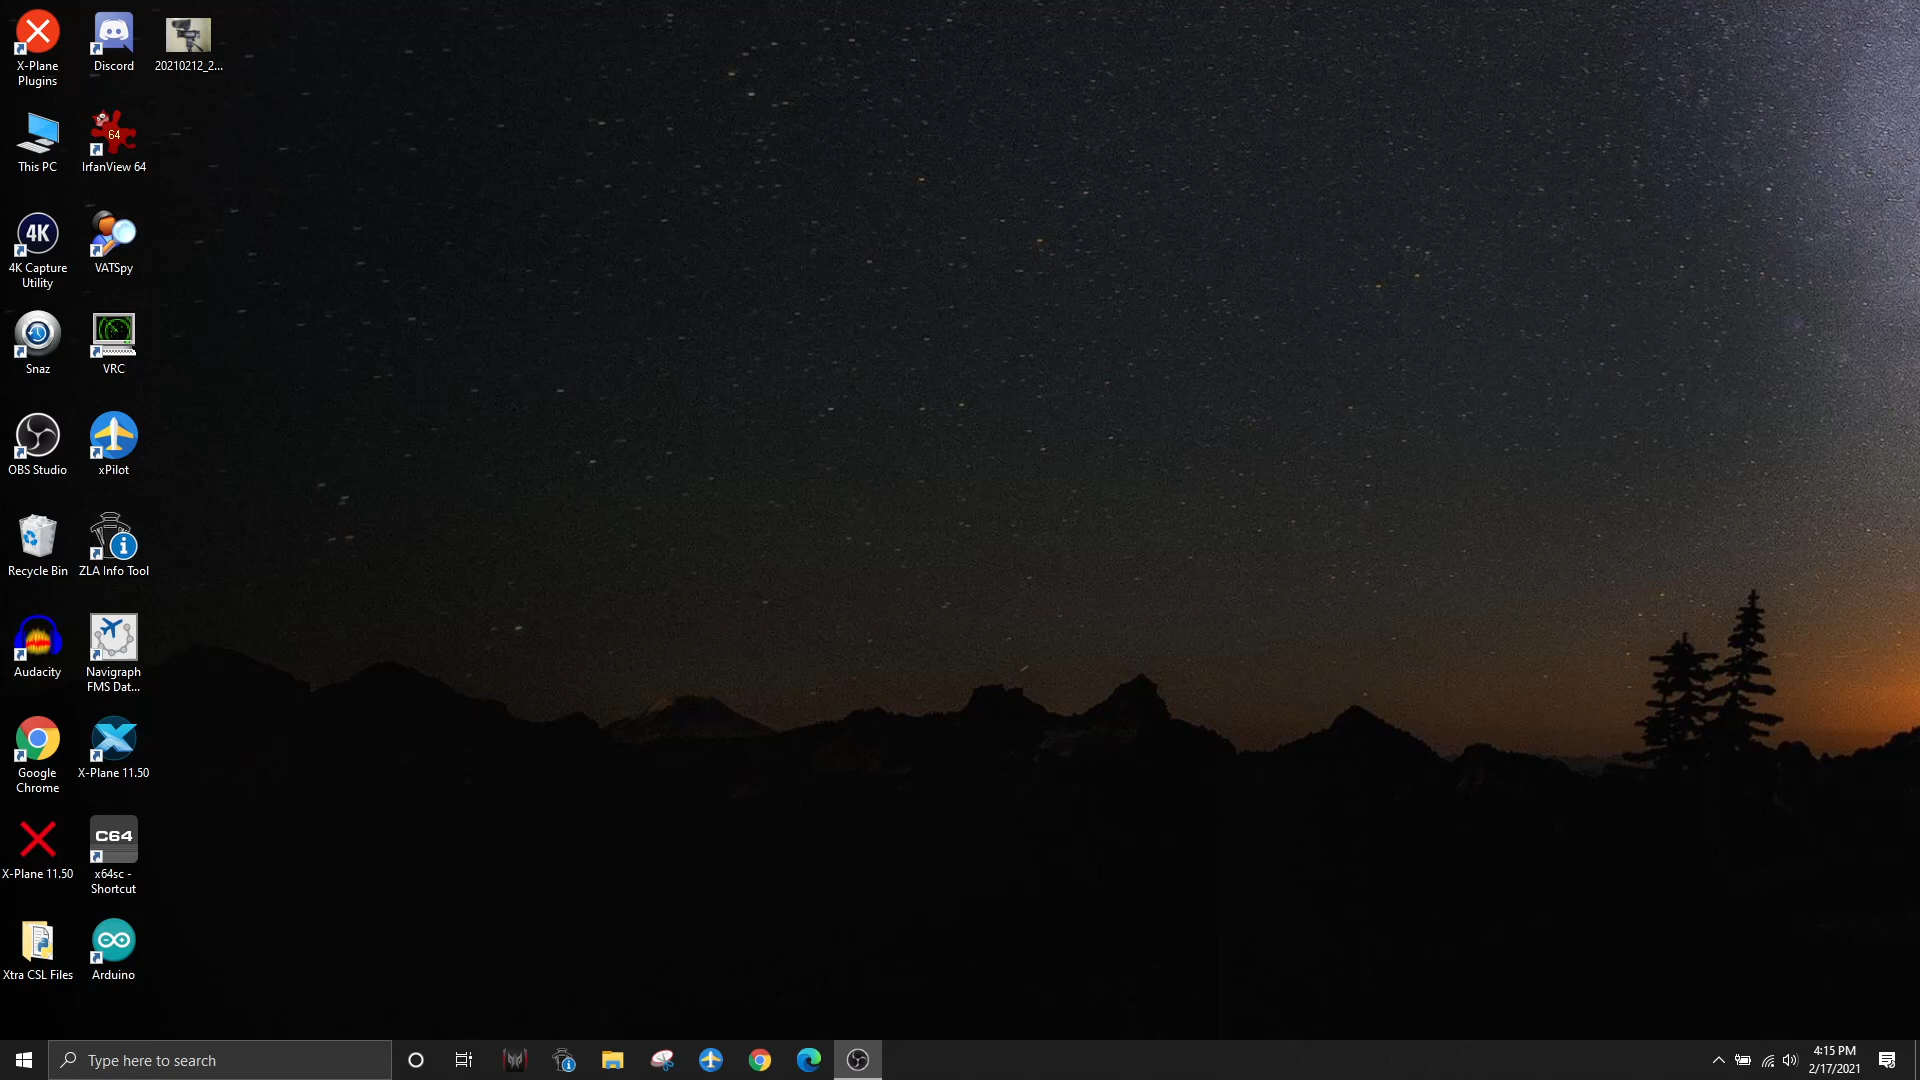 X-Plane
Plugins
Discord
20210212_2...
This PC
64
IrfanView 64
4K
4K Capture
Utility
VATSpy
Snaz
VRC
OBS Studio
xPilot
Recycle Bin
ZLA Info Tool
Audacity
Navigraph
FMS Dat...
Google
Chrome
X-Plane 11.50
X-Plane 11.50
C64
x64sc -
Shortcut
Xtra CSL Files
Arduino
Type here to search
4:15 PM
2/17/2021